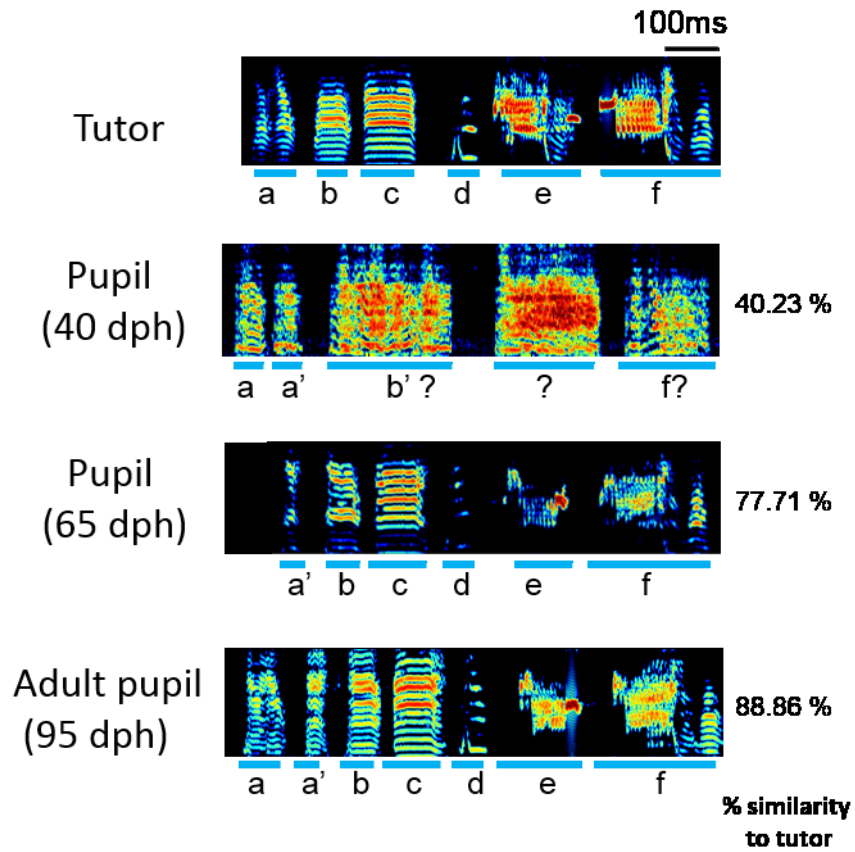 100ms
Tutor
a b c d e f
Pupil
(40 dph)
40.23 %
a a’ b’ ? ? f?
Pupil
(65 dph)
77.71 %
a’ b c d e f
Adult pupil
(95 dph)
88.86 %
a a’ b c d e f
% similarity
to tutor